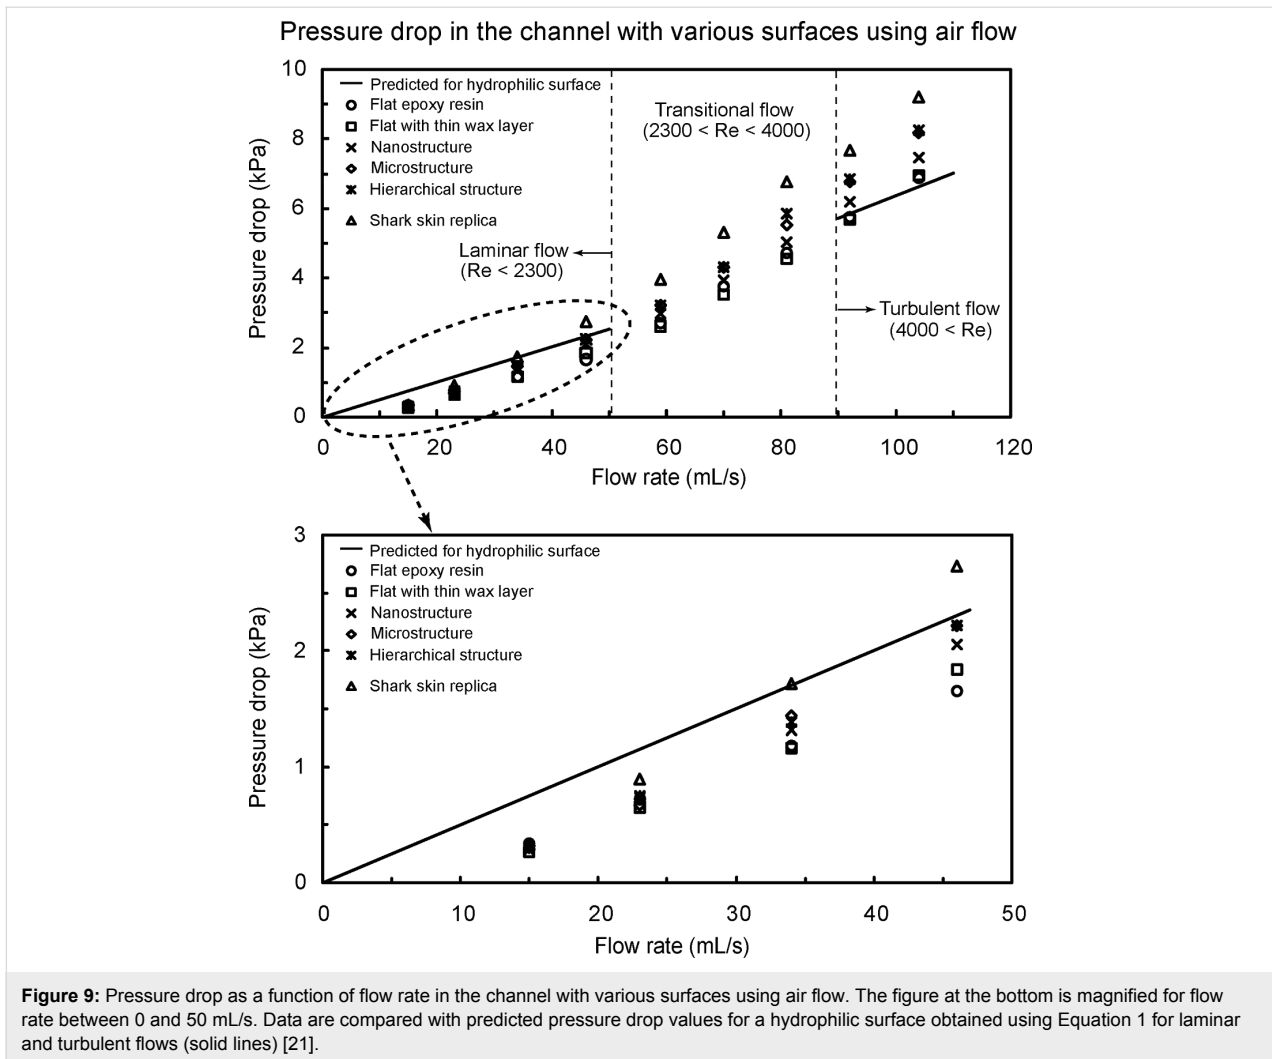 Pressure drop in the channel with various surfaces using air flow
10
8
6
4
2
0
Pressure drop (kPa)
Predicted for hydrophilic surface
Flat epoxy resin
Flat with thin wax layer
Nanostructure
Microstructure
Hierarchical structure
Shark skin replica
Transitional flow
(2300 < Re < 4000)
Laminar flow
(Re < 2300)
Turbulent flow
(4000 < Re)
0 20 40 60 80 100 120
Flow rate (mL/s)
3
2
1
0
Pressure drop (kPa)
Predicted for hydrophilic surface
Flat epoxy resin
Flat with thin wax layer
Nanostructure
Microstructure
Hierarchical structure
Shark skin replica
0 10 20 30 40 50
Flow rate (mL/s)
Figure 9: Pressure drop as a function of flow rate in the channel with various surfaces using air flow. The figure at the bottom is magnified for flow
rate between 0 and 50 mL/s. Data are compared with predicted pressure drop values for a hydrophilic surface obtained using Equation 1 for laminar
and turbulent flows (solid lines) [21].